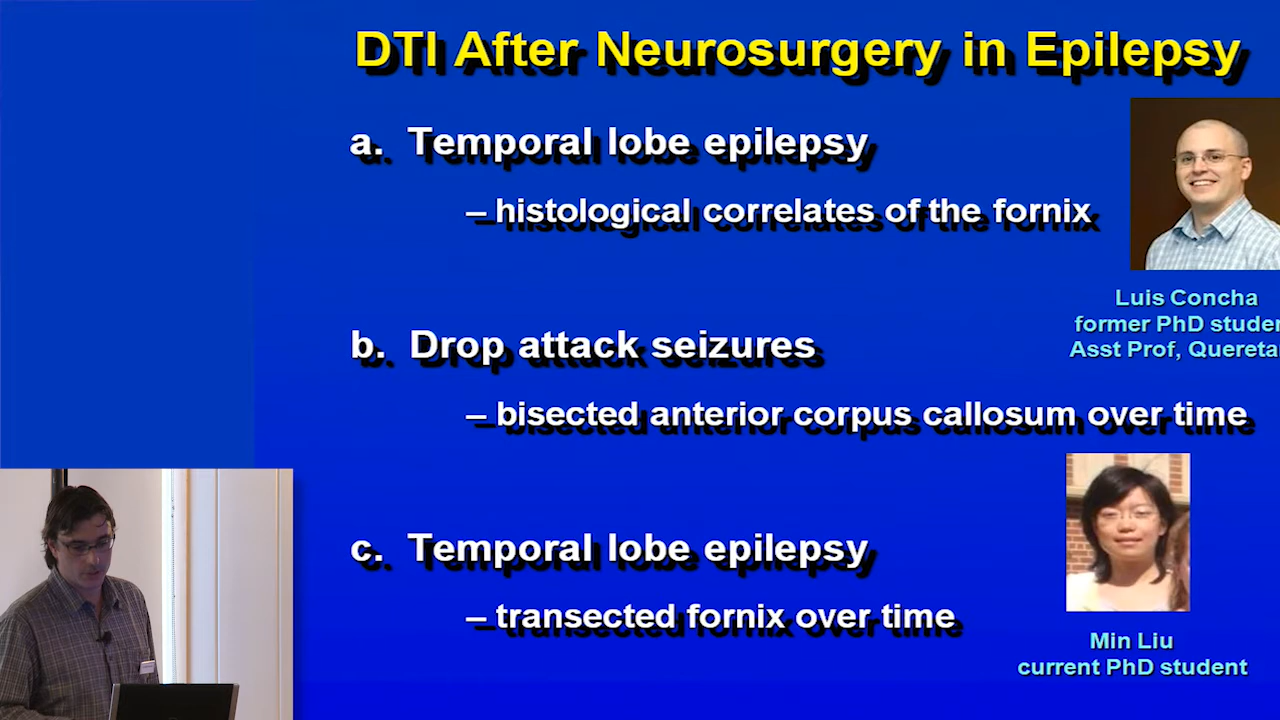 DTI After Neurosurgery in Epilepsy
a. Temporal lobe epilepsy
– histological correlates of the fornix
Luis Concha
former PhD studen
Asst Prof, Quereta
b. Drop attack seizures
– bisected anterior corpus callosum over time
c. Temporal lobe epilepsy
– transected fornix over time
Min Liu
current PhD student